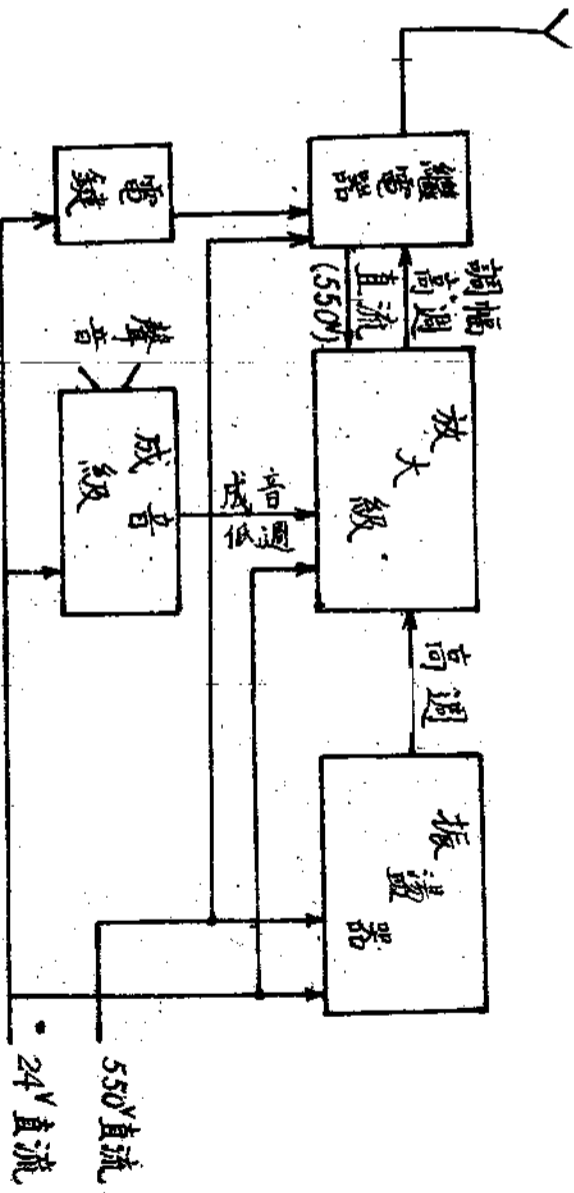 電鍵
繼電器
聲音
成音級
直流
(550V)
調幅
高週
放大級
成音
低週
高週
振盪器
550V直流
24V直流